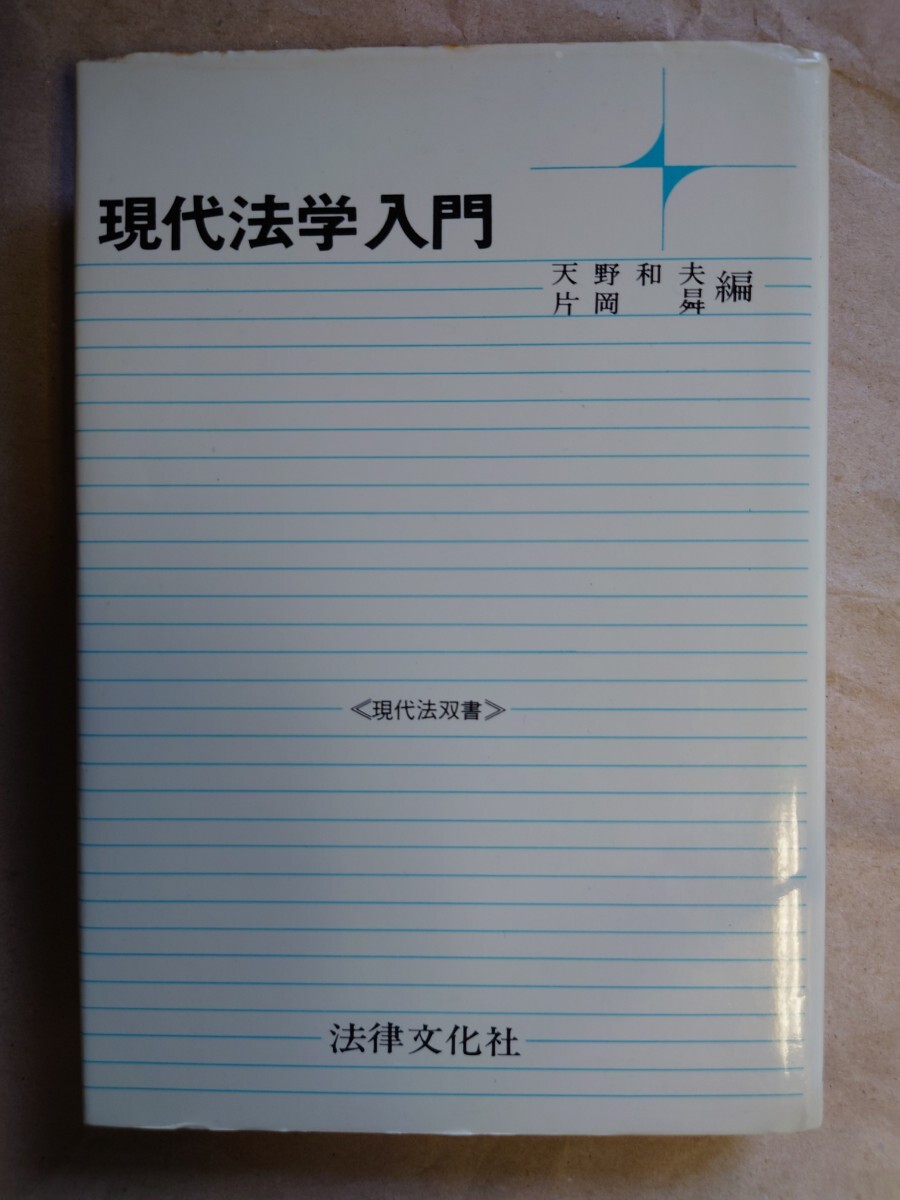 現代法学入門
天野和夫
片岡曻 編
≪現代法双書≫
法律文化社